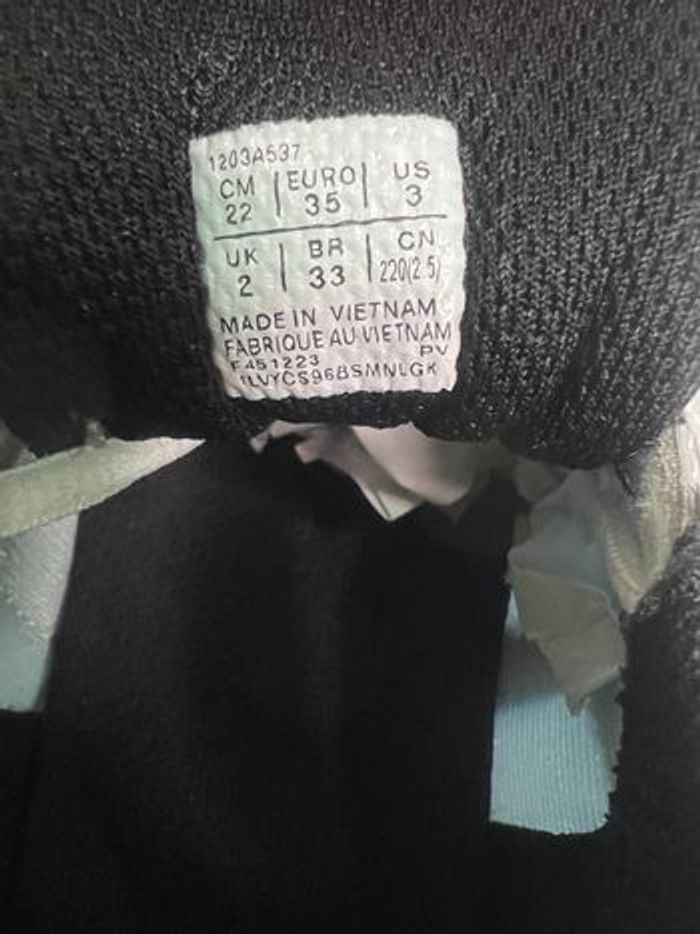 1203A537
CM | EURO | US
22 35 3
UK | BR | CN
2 33 220(2.5)
MADE IN VIETNAM
FABRIQUE AU VIETNAM
PV
F451223
1LVYCS96BSMNLGK